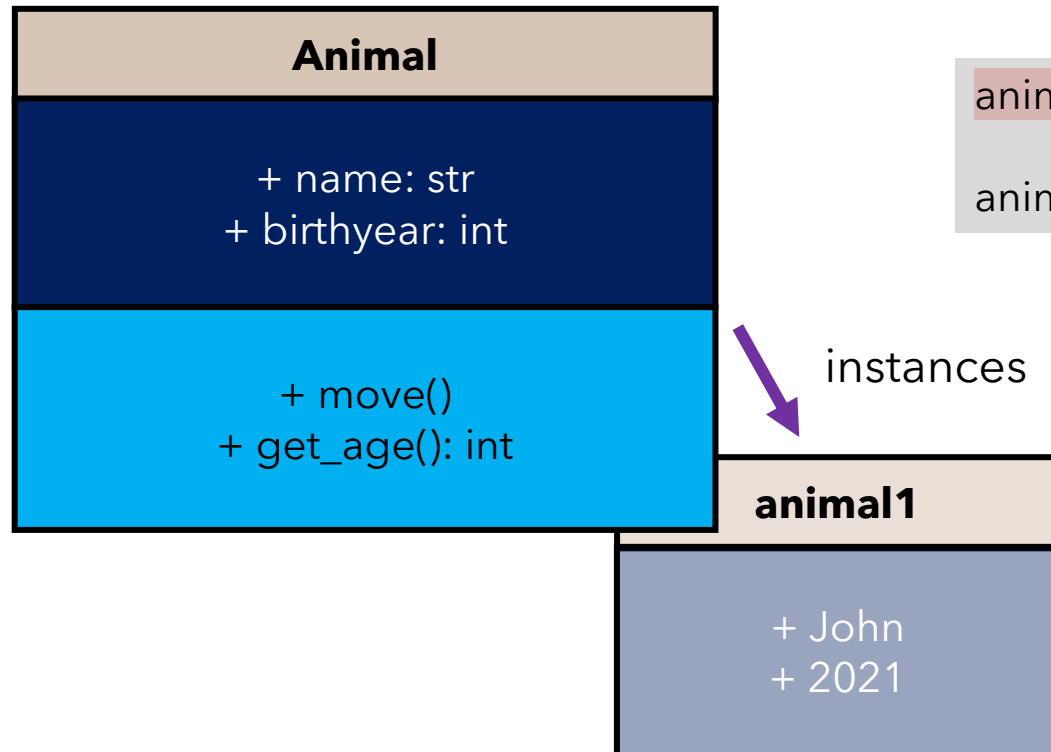 Animal
+ name: str
+ birthyear: int
+ move()
+ get_age(): int
instances
animal1
+ John
+ 2021